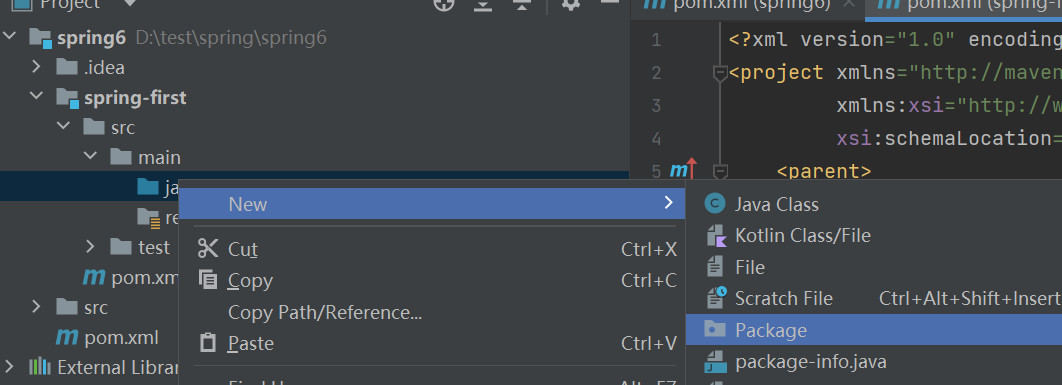 Project
spring6 D:\test\spring\spring6
.idea
spring-first
src
main
ja
re
test
pom.xm
src
pom.xml
External Librar
pom.xml (spring6)
pom.xml (spring-f
1 <?xml version="1.0" encoding
2 <project xmlns="http://maven
3 xmlns:xsi="http://w
4 xsi:schemaLocation=
5 <parent>
New
Cut Ctrl+X
Copy Ctrl+C
Copy Path/Reference...
Paste Ctrl+V
Java Class
Kotlin Class/File
File
Scratch File Ctrl+Alt+Shift+Insert
Package
package-info.java